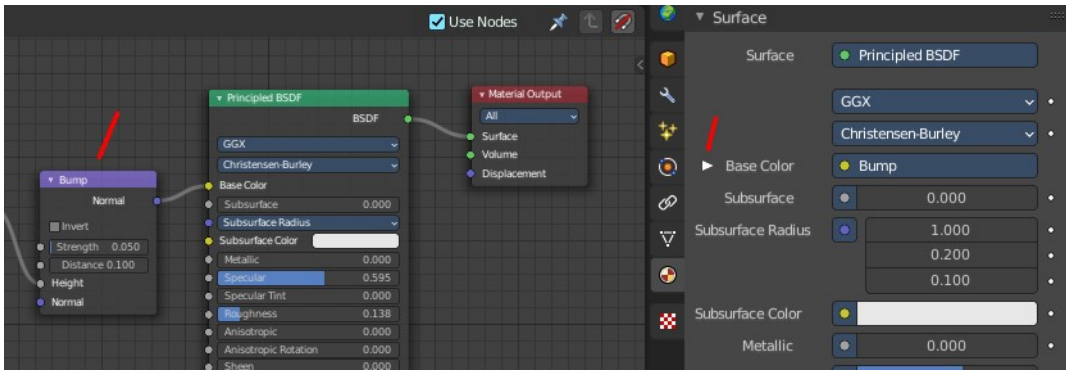 Use Nodes
Bump
Normal
Invert
Strength 0.050
Distance 0.100
Height
Normal
Principled BSDF
BSDF
GGX
Christensen-Burley
Base Color
Subsurface 0.000
Subsurface Radius
Subsurface Color
Metallic 0.000
Specular 0.595
Specular Tint 0.000
Roughness 0.138
Anisotropic 0.000
Anisotropic Rotation 0.000
Sheen 0.000
Material Output
All
Surface
Volume
Displacement
Surface
Surface Principled BSDF
GGX
Christensen-Burley
Base Color Bump
Subsurface 0.000
Subsurface Radius 1.000
0.200
0.100
Subsurface Color
Metallic 0.000